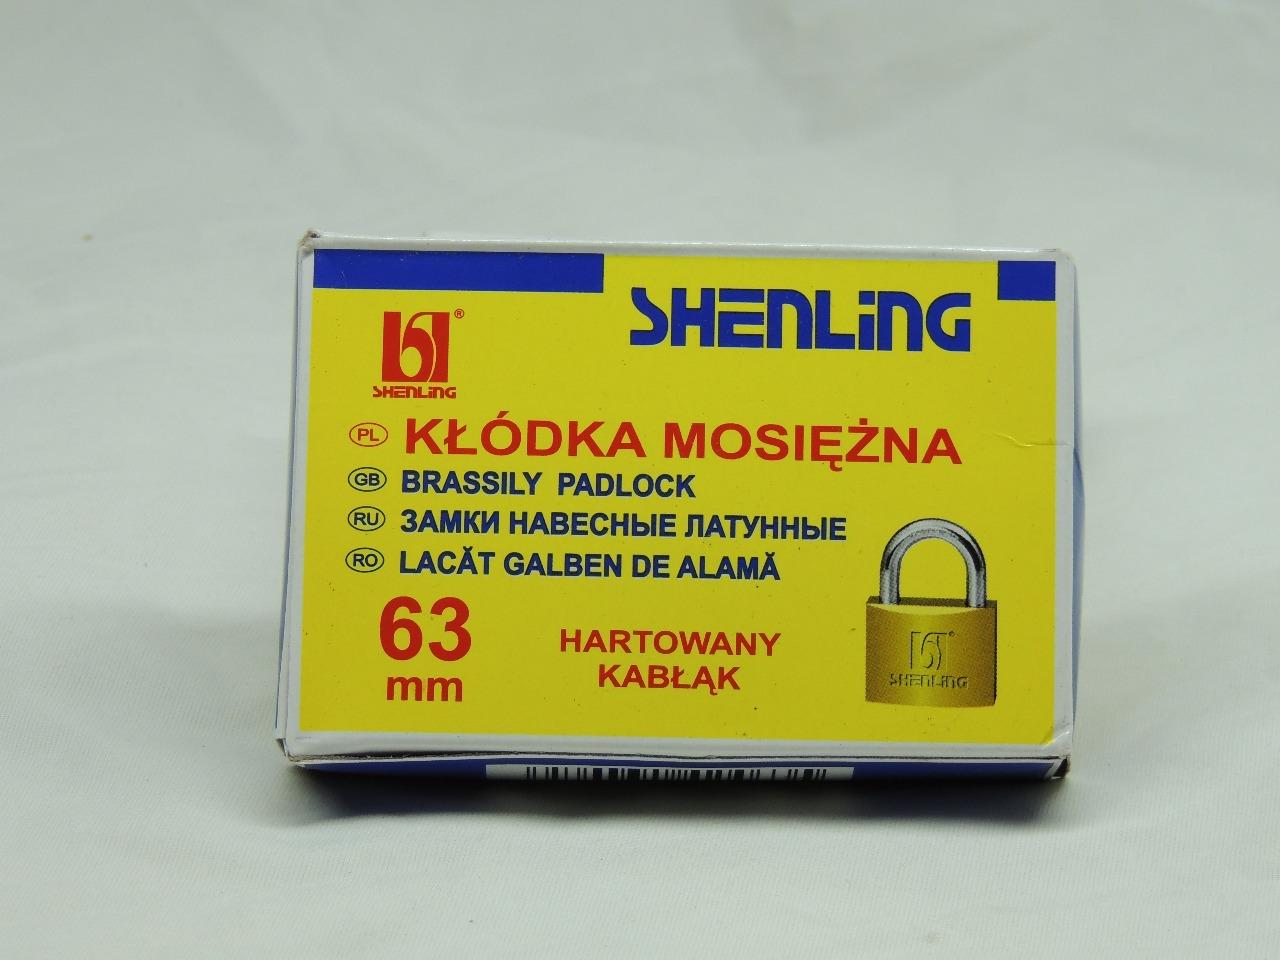 SHENLiNG
®
SHENLiNG
PL KŁÓDKA MOSIĘŻNA
GB BRASSILY PADLOCK
RU ЗАМКИ НАВЕСНЫЕ ЛАТУННЫЕ
RO LACĂT GALBEN DE ALAMĂ
63
mm
HARTOWANY
KABŁĄK
SHENLiNG